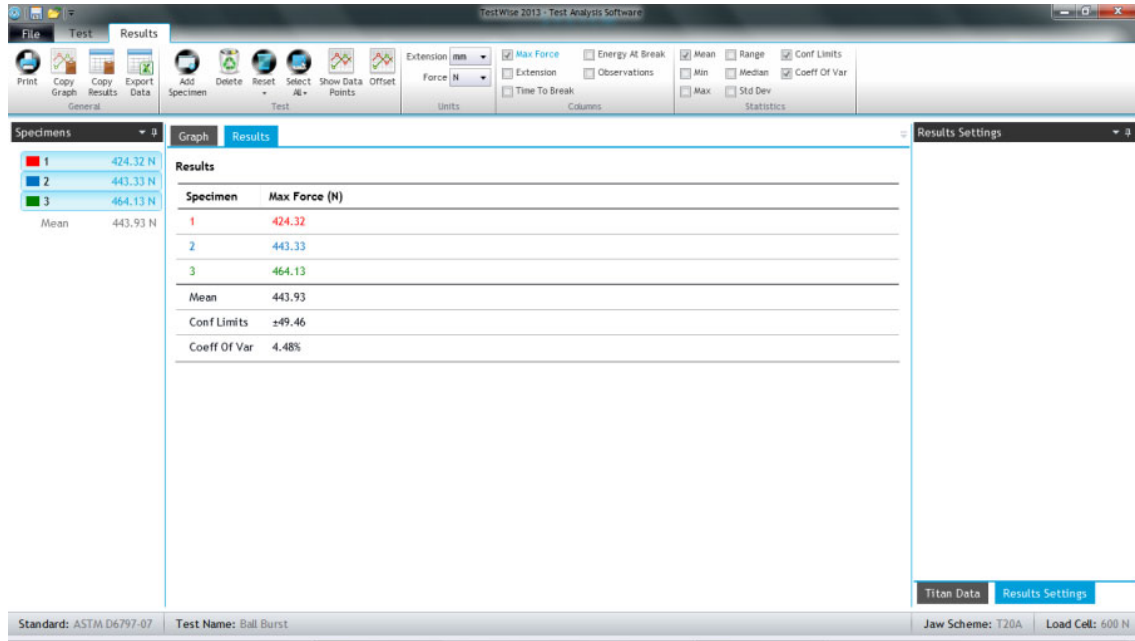 TestWise 2013 - Test Analysis Software
File Test Results
Print Copy Graph Copy Results Export Data Add Specimen Delete Reset Select All Show Data Points Offset
General Test
Extension mm
Force N
Units
Max Force Energy At Break
Extension Observations
Time To Break
Columns
Mean Range Conf Limits
Min Median Coeff Of Var
Max Std Dev
Statistics
Specimens
1 424.32 N
2 443.33 N
3 464.13 N
Mean 443.93 N
Graph Results
Results
Specimen Max Force (N)
1 424.32
2 443.33
3 464.13
Mean 443.93
Conf Limits ±49.46
Coeff Of Var 4.48%
Results Settings
Titan Data Results Settings
Standard: ASTM D6797-07 Test Name: Ball Burst Jaw Scheme: T20A Load Cell: 600 N